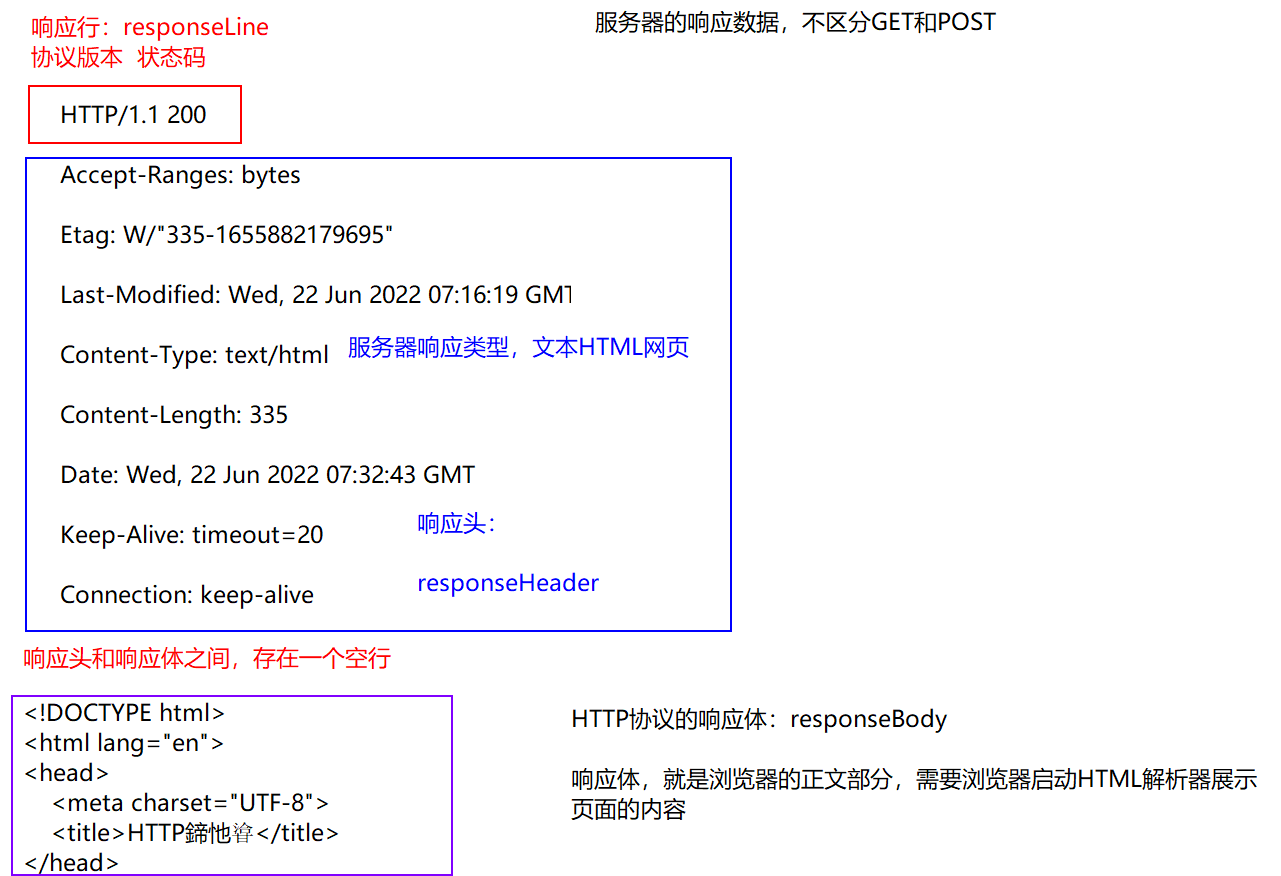 响应行：responseLine
协议版本 状态码
服务器的响应数据，不区分GET和POST
HTTP/1.1 200
Accept-Ranges: bytes
Etag: W/"335-1655882179695"
Last-Modified: Wed, 22 Jun 2022 07:16:19 GMT
Content-Type: text/html
服务器响应类型，文本HTML网页
Content-Length: 335
Date: Wed, 22 Jun 2022 07:32:43 GMT
Keep-Alive: timeout=20
响应头：
responseHeader
Connection: keep-alive
响应头和响应体之间，存在一个空行
<!DOCTYPE html>
<html lang="en">
<head>
<meta charset="UTF-8">
<title>HTTP鍗忚</title>
</head>
HTTP协议的响应体：responseBody
响应体，就是浏览器的正文部分，需要浏览器启动HTML解析器展示
页面的内容